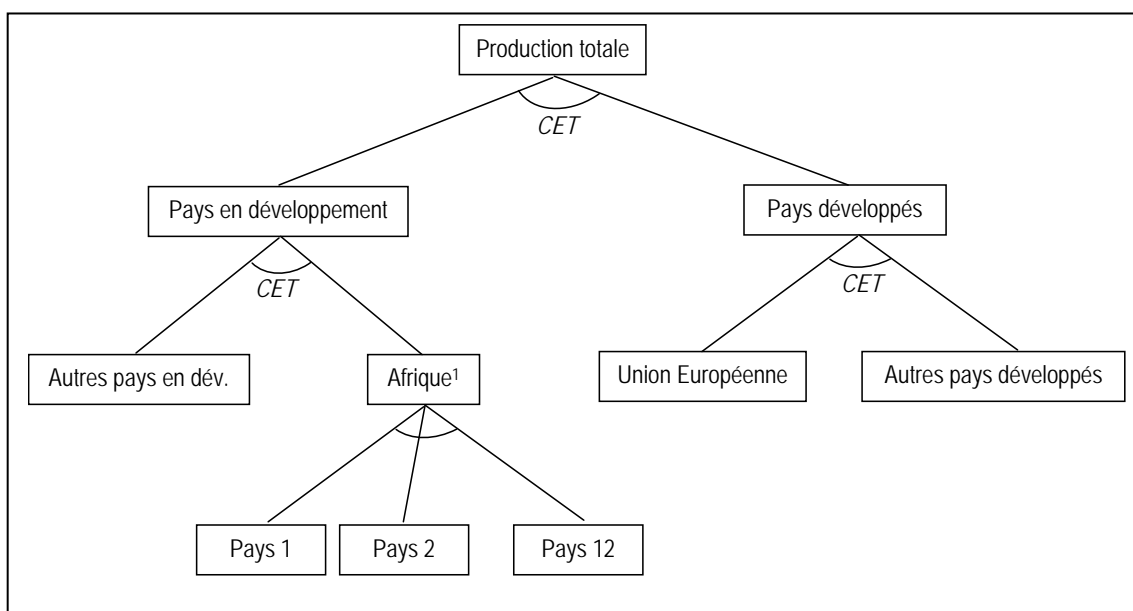 Production totale
CET
Pays en développement
Pays développés
CET
CET
Autres pays en dév.
Afrique¹
Union Européenne
Autres pays développés
Pays 1
Pays 2
Pays 12